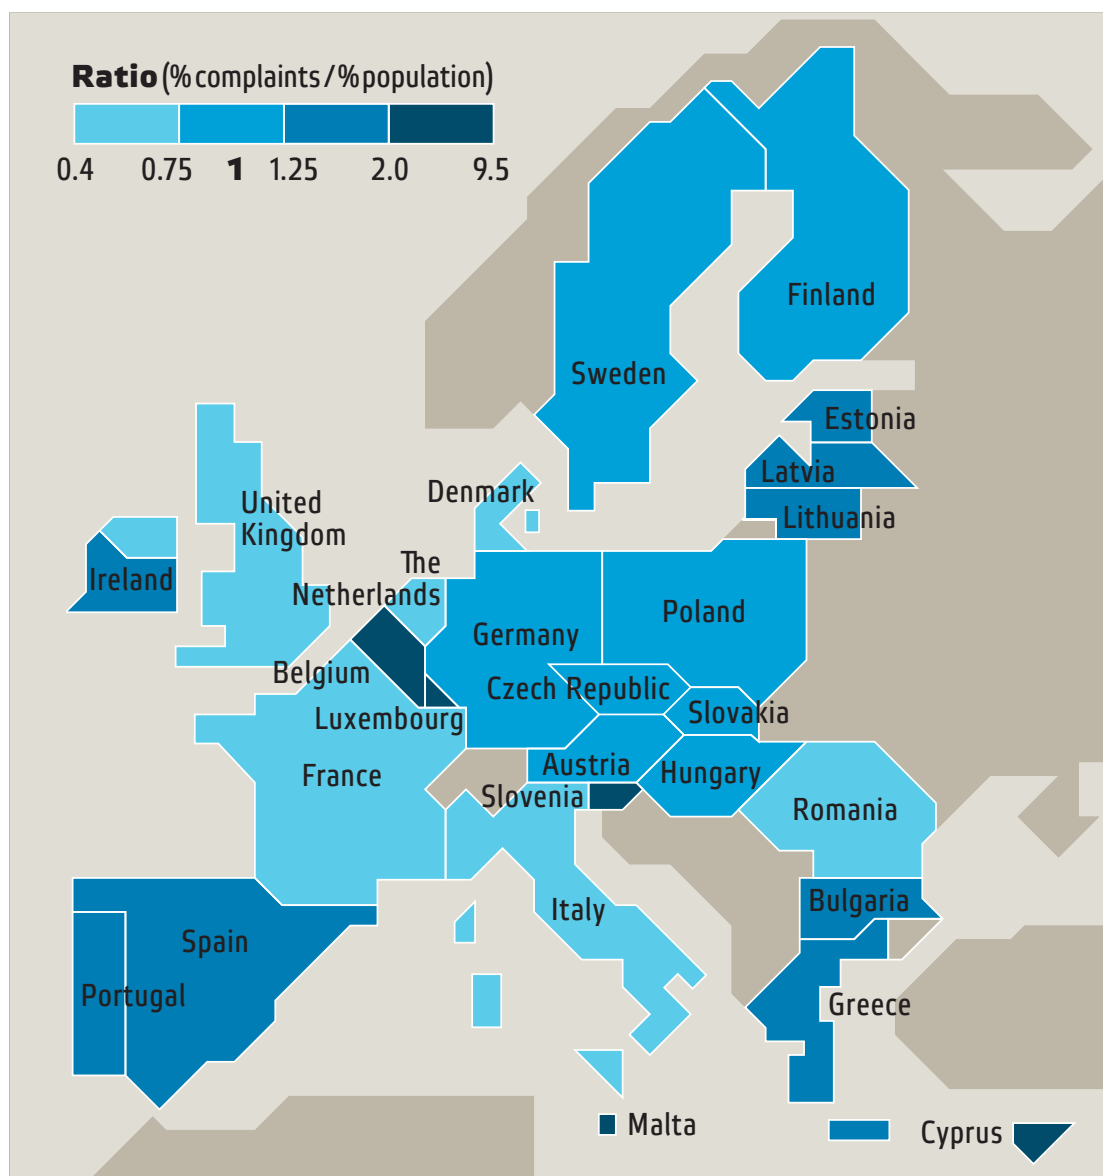 Ratio (% complaints / % population)
0.4 0.75 1 1.25 2.0 9.5
Finland
Sweden
Estonia
Latvia
Lithuania
Denmark
United
Kingdom
The
Netherlands
Ireland
Poland
Germany
Belgium
Czech Republic
Luxembourg
Slovakia
France
Austria
Hungary
Slovenia
Romania
Bulgaria
Italy
Spain
Portugal
Greece
Malta
Cyprus